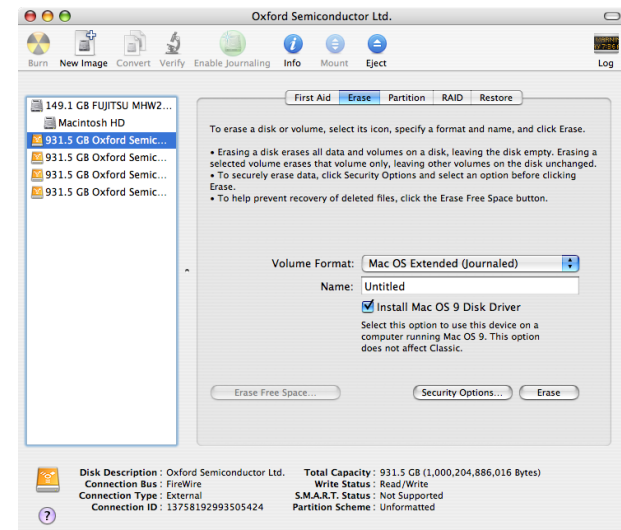 Oxford Semiconductor Ltd.
Burn New Image Convert Verify Enable Journaling Info Mount Eject Log
149.1 GB FUJITSU MHW2...
Macintosh HD
931.5 GB Oxford Semic...
931.5 GB Oxford Semic...
931.5 GB Oxford Semic...
931.5 GB Oxford Semic...
First Aid Erase Partition RAID Restore
To erase a disk or volume, select its icon, specify a format and name, and click Erase.
• Erasing a disk erases all data and volumes on a disk, leaving the disk empty. Erasing a
selected volume erases that volume only, leaving other volumes on the disk unchanged.
• To securely erase data, click Security Options and select an option before clicking
Erase.
• To help prevent recovery of deleted files, click the Erase Free Space button.
Volume Format: Mac OS Extended (Journaled)
Name: Untitled
Install Mac OS 9 Disk Driver
Select this option to use this device on a
computer running Mac OS 9. This option
does not affect Classic.
Erase Free Space... Security Options... Erase
Disk Description : Oxford Semiconductor Ltd. Total Capacity : 931.5 GB (1,000,204,886,016 Bytes)
Connection Bus : FireWire Write Status : Read/Write
Connection Type : External S.M.A.R.T. Status : Not Supported
Connection ID : 13758192993505424 Partition Scheme : Unformatted
?